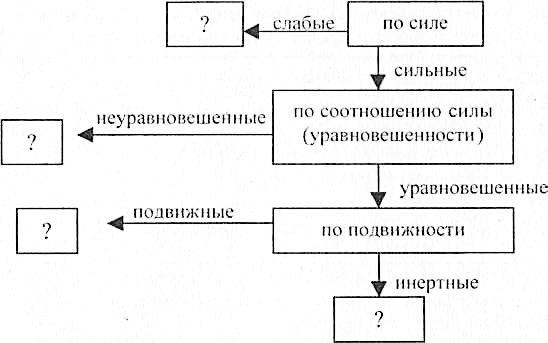 ?
слабые
по силе
сильные
неуравновешенные
по соотношению силы
(уравновешенности)
?
уравновешенные
?
подвижные
по подвижности
инертные
?